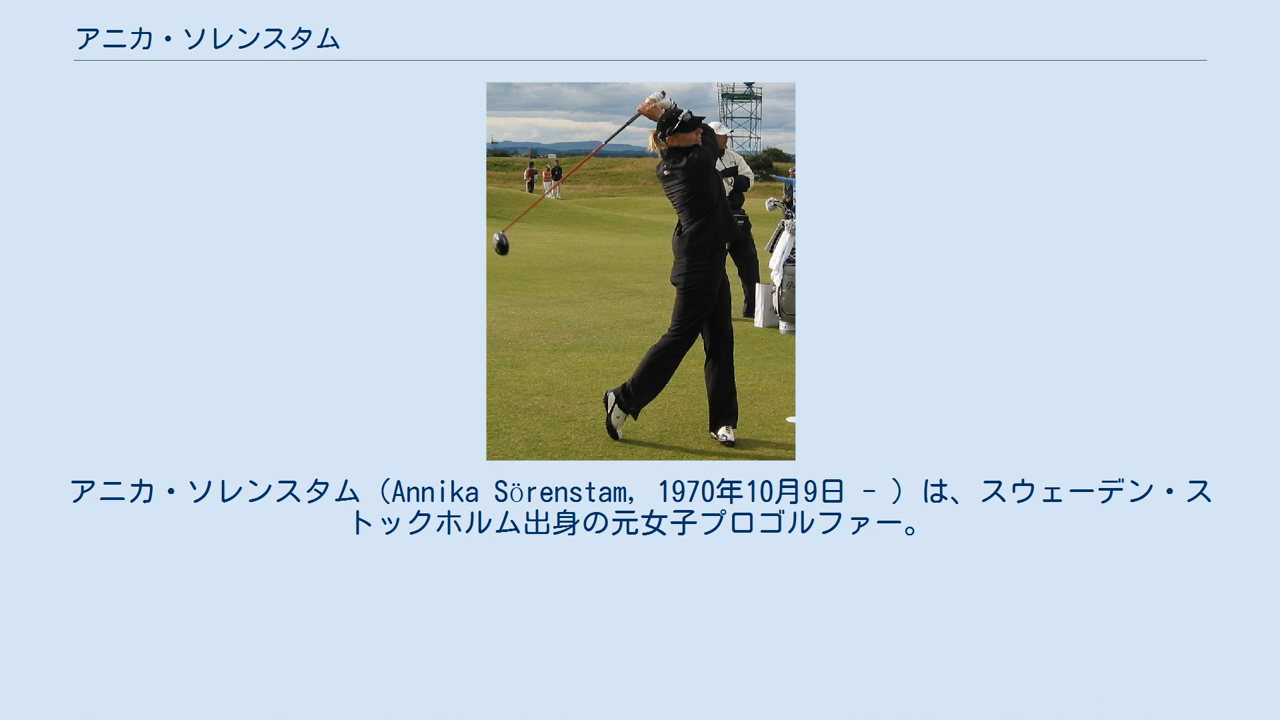 アニカ・ソレンスタム
アニカ・ソレンスタム（Annika Sörenstam, 1970年10月9日 - ）は、スウェーデン・ス
トックホルム出身の元女子プロゴルファー。